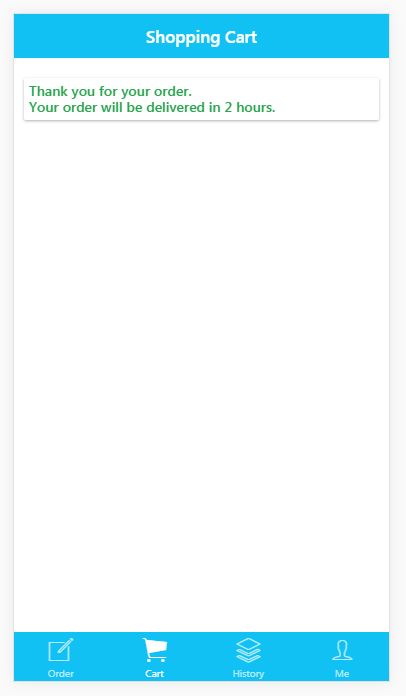 Shopping Cart
Thank you for your order.
Your order will be delivered in 2 hours.
Order
Cart
History
Me